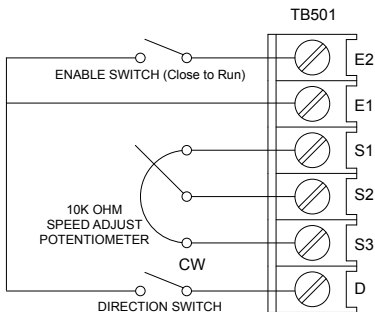 TB501
E2
ENABLE SWITCH (Close to Run)
E1
S1
S2
10K OHM
SPEED ADJUST
POTENTIOMETER
S3
CW
D
DIRECTION SWITCH